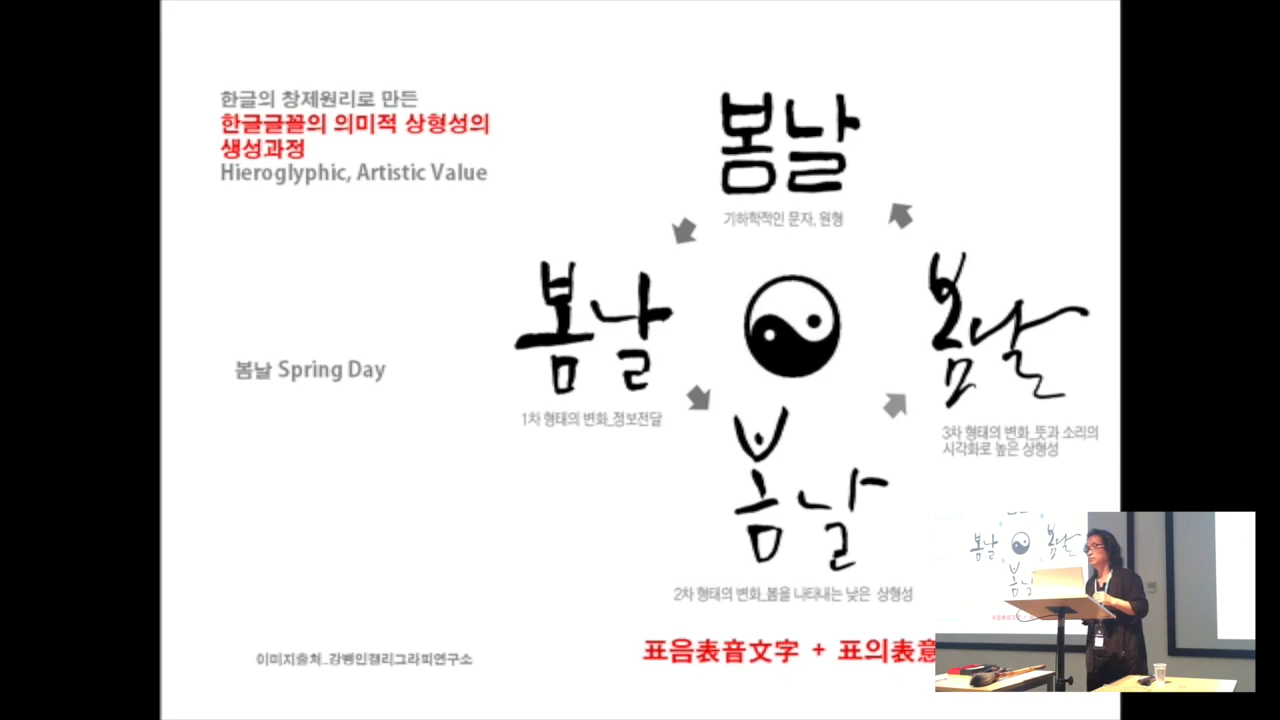 한글의 창제원리로 만든
한글글꼴의 의미적 상형성의
생성과정
Hieroglyphic, Artistic Value
봄날
기하학적인 문자, 원형
봄날
1차 형태의 변화_정보전달
봄날
3차 형태의 변화_뜻과 소리의
시각화로 높은 상형성
봄날 Spring Day
봄날
2차 형태의 변화_봄을 나타내는 낮은 상형성
표음表音文字 + 표의表意
이미지출처_강병인캘리그라피연구소
봄날
봄날
봄날